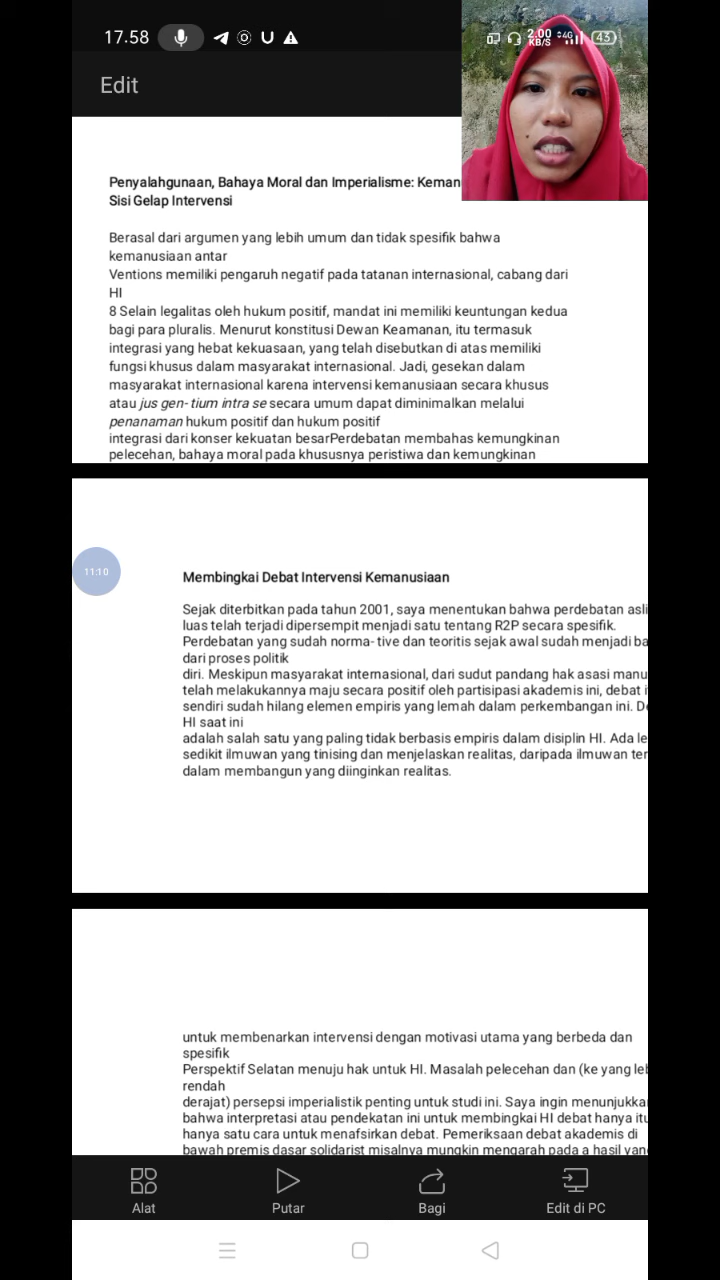 17.58
2.00
KB/S
4G
43
Edit
Penyalahgunaan, Bahaya Moral dan Imperialisme: Keman
Sisi Gelap Intervensi
Berasal dari argumen yang lebih umum dan tidak spesifik bahwa
kemanusiaan antar
Ventions memiliki pengaruh negatif pada tatanan internasional, cabang dari
HI
8 Selain legalitas oleh hukum positif, mandat ini memiliki keuntungan kedua
bagi para pluralis. Menurut konstitusi Dewan Keamanan, itu termasuk
integrasi yang hebat kekuasaan, yang telah disebutkan di atas memiliki
fungsi khusus dalam masyarakat internasional. Jadi, gesekan dalam
masyarakat internasional karena intervensi kemanusiaan secara khusus
atau jus gen- tium intra se secara umum dapat diminimalkan melalui
penanaman hukum positif dan hukum positif
integrasi dari konser kekuatan besarPerdebatan membahas kemungkinan
pelecehan, bahaya moral pada khususnya peristiwa dan kemungkinan
11:10
Membingkai Debat Intervensi Kemanusiaan
Sejak diterbitkan pada tahun 2001, saya menentukan bahwa perdebatan asli
luas telah terjadi dipersempit menjadi satu tentang R2P secara spesifik.
Perdebatan yang sudah norma- tive dan teoritis sejak awal sudah menjadi ba
dari proses politik
diri. Meskipun masyarakat internasional, dari sudut pandang hak asasi manu
telah melakukannya maju secara positif oleh partisipasi akademis ini, debat i
sendiri sudah hilang elemen empiris yang lemah dalam perkembangan ini. De
HI saat ini
adalah salah satu yang paling tidak berbasis empiris dalam disiplin HI. Ada le
sedikit ilmuwan yang tinising dan menjelaskan realitas, daripada ilmuwan ter
dalam membangun yang diinginkan realitas.
untuk membenarkan intervensi dengan motivasi utama yang berbeda dan
spesifik
Perspektif Selatan menuju hak untuk HI. Masalah pelecehan dan (ke yang leb
rendah
derajat) persepsi imperialistik penting untuk studi ini. Saya ingin menunjukka
bahwa interpretasi atau pendekatan ini untuk membingkai HI debat hanya itu
hanya satu cara untuk menafsirkan debat. Pemeriksaan debat akademis di
bawah premis dasar solidarist misalnya mungkin mengarah pada a hasil yang
Alat
Putar
Bagi
Edit di PC